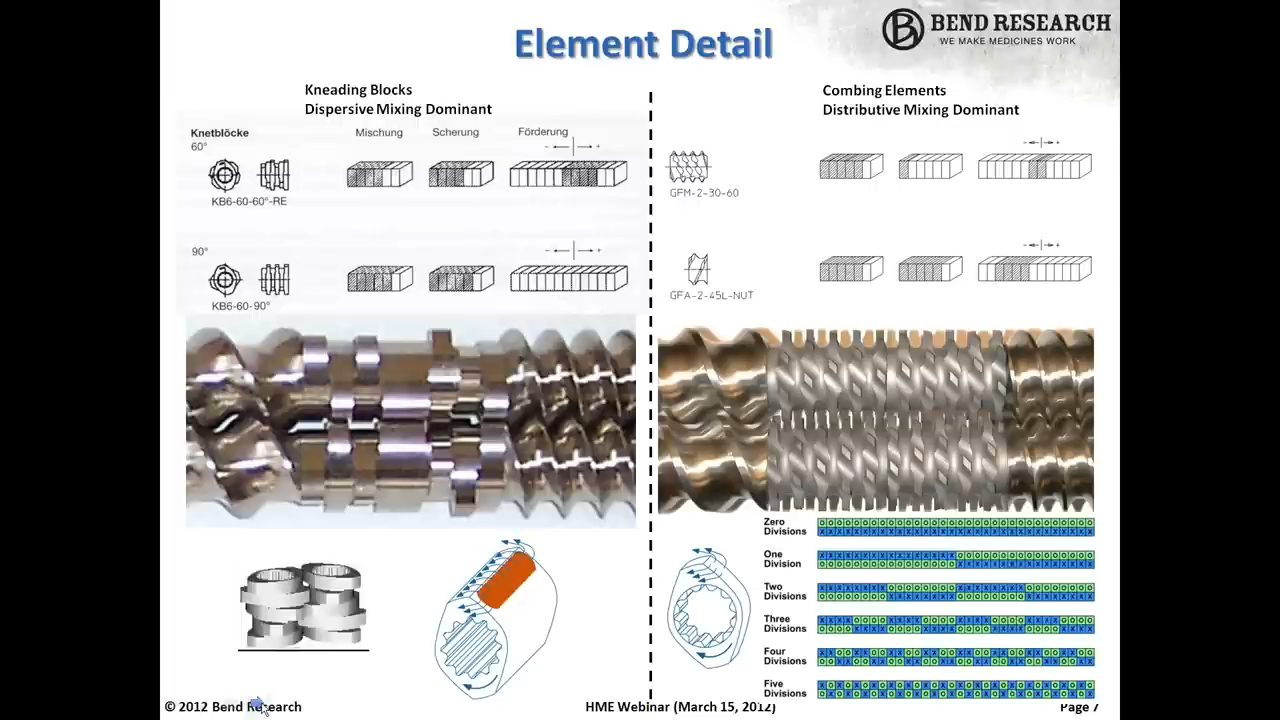 Element Detail
BEND RESEARCH
WE MAKE MEDICINES WORK
Kneading Blocks
Dispersive Mixing Dominant
Knetblöcke
60°
Mischung
Scherung
Förderung
- +
KB6-60-60°-RE
90°
- +
KB6-60-90°
Combing Elements
Distributive Mixing Dominant
- +
GFM-2-30-60
- +
GFA-2-45L-NUT
Zero
Divisions
One
Division
Two
Divisions
Three
Divisions
Four
Divisions
Five
Divisions
© 2012 Bend Research
HME Webinar (March 15, 2012)
Page 7